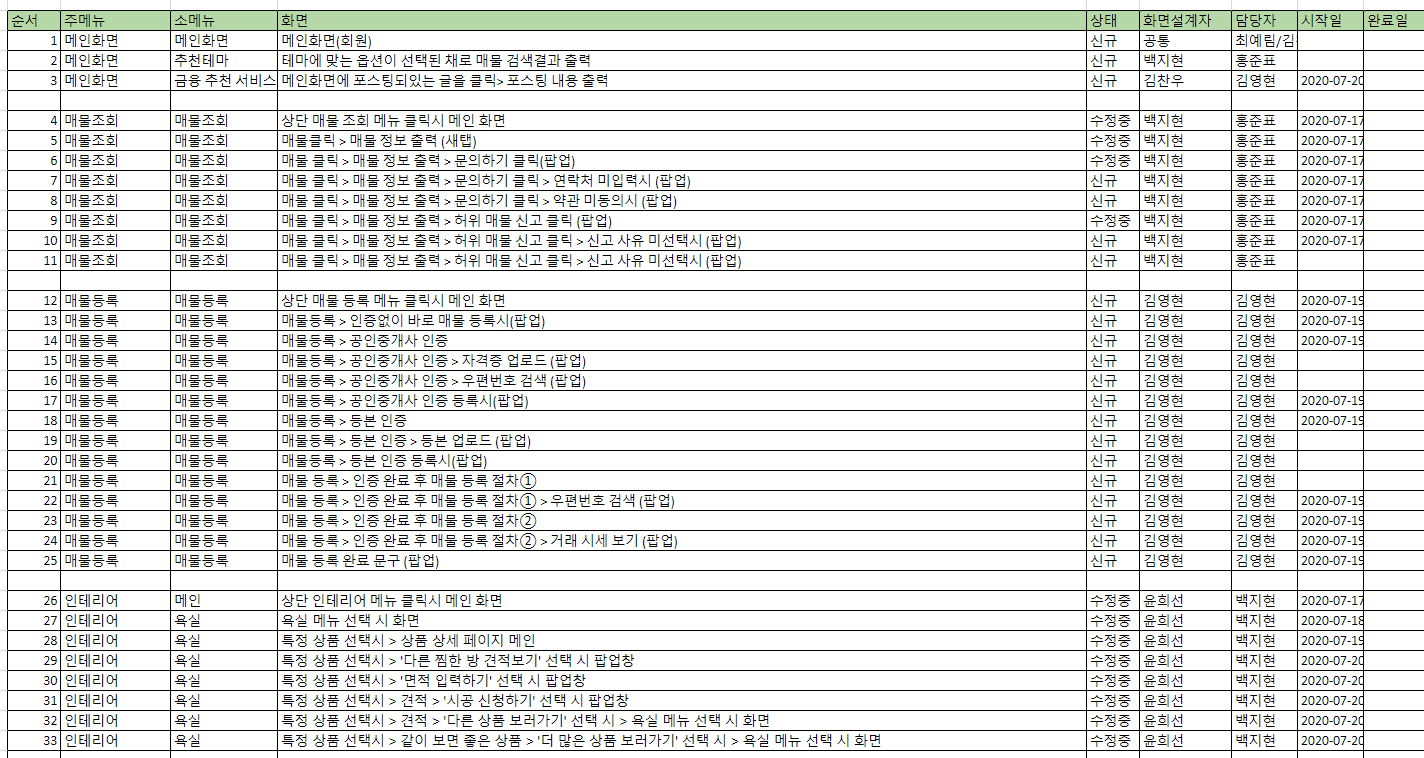 순서 주메뉴 소메뉴 화면 상태 화면설계자 담당자 시작일 완료일
1 메인화면 메인화면 메인화면(회원) 신규 공통 최예림/김
2 메인화면 추천테마 테마에 맞는 옵션이 선택된 채로 매물 검색결과 출력 신규 백지현 홍준표
3 메인화면 금융 추천 서비스 메인화면에 포스팅되있는 글을 클릭> 포스팅 내용 출력 신규 김찬우 김영현 2020-07-20
4 매물조회 매물조회 상단 매물 조회 메뉴 클릭시 메인 화면 수정중 백지현 홍준표 2020-07-17
5 매물조회 매물조회 매물클릭 > 매물 정보 출력 (새탭) 수정중 백지현 홍준표 2020-07-17
6 매물조회 매물조회 매물 클릭 > 매물 정보 출력 > 문의하기 클릭(팝업) 수정중 백지현 홍준표 2020-07-17
7 매물조회 매물조회 매물 클릭 > 매물 정보 출력 > 문의하기 클릭 > 연락처 미입력시 (팝업) 신규 백지현 홍준표 2020-07-17
8 매물조회 매물조회 매물 클릭 > 매물 정보 출력 > 문의하기 클릭 > 약관 미동의시 (팝업) 신규 백지현 홍준표 2020-07-17
9 매물조회 매물조회 매물 클릭 > 매물 정보 출력 > 허위 매물 신고 클릭 (팝업) 수정중 백지현 홍준표 2020-07-17
10 매물조회 매물조회 매물 클릭 > 매물 정보 출력 > 허위 매물 신고 클릭 > 신고 사유 미선택시 (팝업) 신규 백지현 홍준표 2020-07-17
11 매물조회 매물조회 매물 클릭 > 매물 정보 출력 > 허위 매물 신고 클릭 > 신고 사유 미선택시 (팝업) 신규 백지현 홍준표
12 매물등록 매물등록 상단 매물 등록 메뉴 클릭시 메인 화면 신규 김영현 김영현 2020-07-19
13 매물등록 매물등록 매물등록 > 인증없이 바로 매물 등록시(팝업) 신규 김영현 김영현 2020-07-19
14 매물등록 매물등록 매물등록 > 공인중개사 인증 신규 김영현 김영현 2020-07-19
15 매물등록 매물등록 매물등록 > 공인중개사 인증 > 자격증 업로드 (팝업) 신규 김영현 김영현
16 매물등록 매물등록 매물등록 > 공인중개사 인증 > 우편번호 검색 (팝업) 신규 김영현 김영현
17 매물등록 매물등록 매물등록 > 공인중개사 인증 등록시(팝업) 신규 김영현 김영현 2020-07-19
18 매물등록 매물등록 매물등록 > 등본 인증 신규 김영현 김영현 2020-07-19
19 매물등록 매물등록 매물등록 > 등본 인증 > 등본 업로드 (팝업) 신규 김영현 김영현
20 매물등록 매물등록 매물등록 > 등본 인증 등록시(팝업) 신규 김영현 김영현
21 매물등록 매물등록 매물 등록 > 인증 완료 후 매물 등록 절차① 신규 김영현 김영현
22 매물등록 매물등록 매물 등록 > 인증 완료 후 매물 등록 절차① > 우편번호 검색 (팝업) 신규 김영현 김영현 2020-07-19
23 매물등록 매물등록 매물 등록 > 인증 완료 후 매물 등록 절차② 신규 김영현 김영현 2020-07-19
24 매물등록 매물등록 매물 등록 > 인증 완료 후 매물 등록 절차② > 거래 시세 보기 (팝업) 신규 김영현 김영현 2020-07-19
25 매물등록 매물등록 매물 등록 완료 문구 (팝업) 신규 김영현 김영현 2020-07-19
26 인테리어 메인 상단 인테리어 메뉴 클릭시 메인 화면 수정중 윤희선 백지현 2020-07-17
27 인테리어 욕실 욕실 메뉴 선택 시 화면 수정중 윤희선 백지현 2020-07-18
28 인테리어 욕실 특정 상품 선택시 > 상품 상세 페이지 메인 수정중 윤희선 백지현 2020-07-19
29 인테리어 욕실 특정 상품 선택시 > '다른 찜한 방 견적보기' 선택 시 팝업창 수정중 윤희선 백지현 2020-07-20
30 인테리어 욕실 특정 상품 선택시 > '면적 입력하기' 선택 시 팝업창 수정중 윤희선 백지현 2020-07-20
31 인테리어 욕실 특정 상품 선택시 > 견적 > '시공 신청하기' 선택 시 팝업창 수정중 윤희선 백지현 2020-07-20
32 인테리어 욕실 특정 상품 선택시 > 견적 > '다른 상품 보러가기' 선택 시 > 욕실 메뉴 선택 시 화면 수정중 윤희선 백지현 2020-07-20
33 인테리어 욕실 특정 상품 선택시 > 같이 보면 좋은 상품 > '더 많은 상품 보러가기' 선택 시 > 욕실 메뉴 선택 시 화면 수정중 윤희선 백지현 2020-07-20